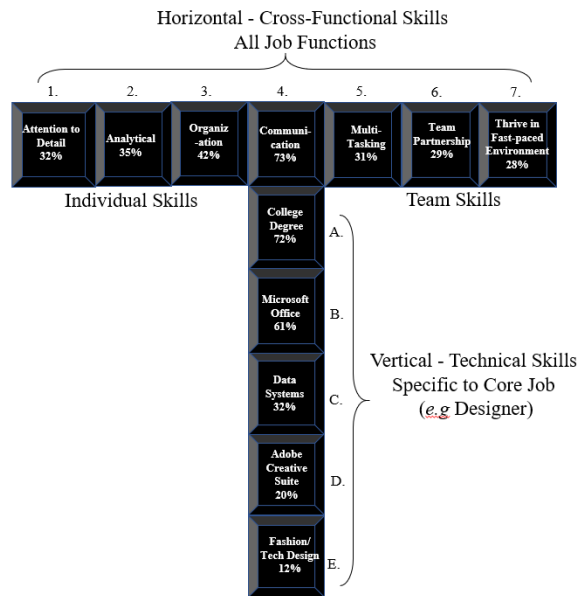 Horizontal - Cross-Functional Skills
All Job Functions
1. 2. 3. 4. 5. 6. 7.
Attention to
Detail
32%
Analytical
35%
Organiz
-ation
42%
Communi-
cation
73%
Multi-
Tasking
31%
Team
Partnership
29%
Thrive in
Fast-paced
Environment
28%
Individual Skills
Team Skills
College
Degree
72%
A.
Microsoft
Office
61%
B.
Data
Systems
32%
C.
Adobe
Creative
Suite
20%
D.
Fashion/
Tech Design
12%
E.
Vertical - Technical Skills
Specific to Core Job
(e.g Designer)